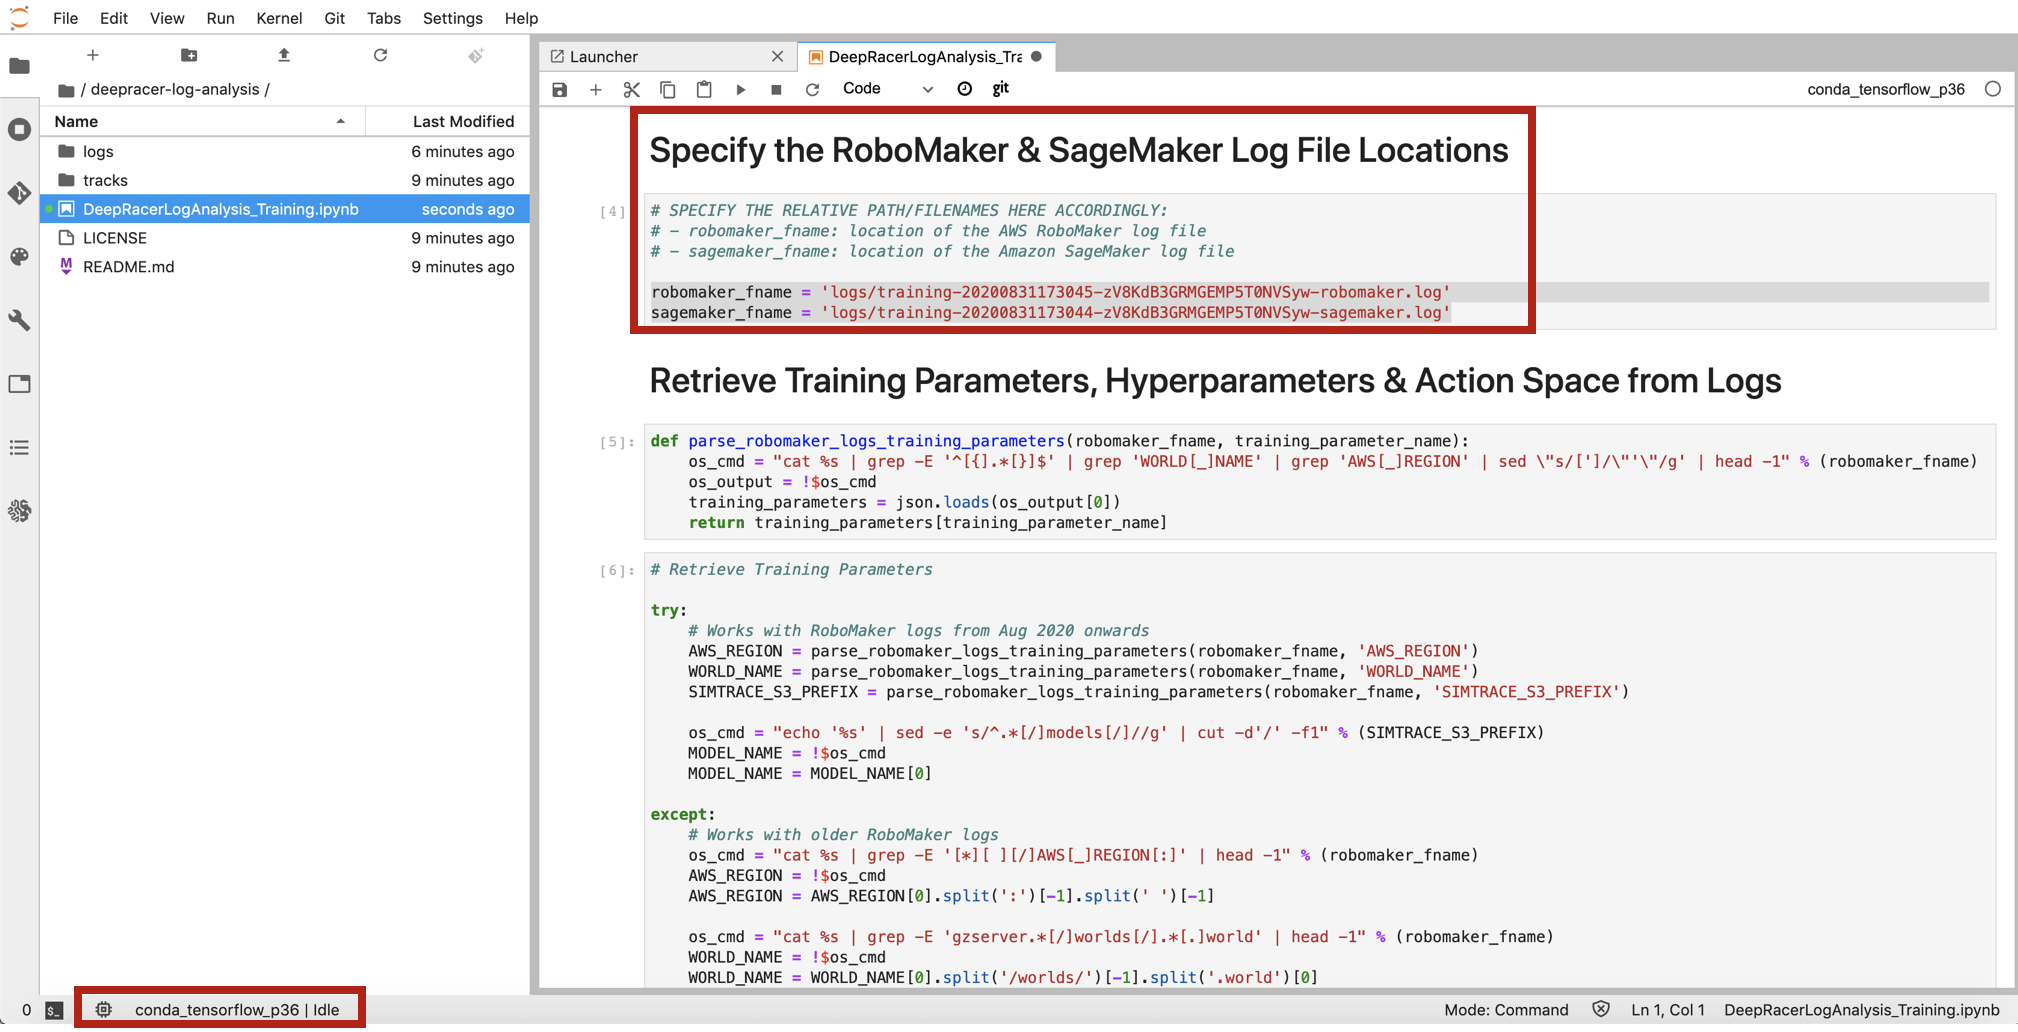 File Edit View Run Kernel Git Tabs Settings Help
Launcher
DeepRacerLogAnalysis_Tra
/ deepracer-log-analysis /
Code
git
conda_tensorflow_p36
Name Last Modified
logs 6 minutes ago
tracks 9 minutes ago
DeepRacerLogAnalysis_Training.ipynb seconds ago
LICENSE 9 minutes ago
README.md 9 minutes ago
Specify the RoboMaker & SageMaker Log File Locations
[4]
# SPECIFY THE RELATIVE PATH/FILENAMES HERE ACCORDINGLY:
# - robomaker_fname: location of the AWS RoboMaker log file
# - sagemaker_fname: location of the Amazon SageMaker log file
robomaker_fname = 'logs/training-20200831173045-zV8KdB3GRMGEMP5T0NVSyw-robomaker.log'
sagemaker_fname = 'logs/training-20200831173044-zV8KdB3GRMGEMP5T0NVSyw-sagemaker.log'
Retrieve Training Parameters, Hyperparameters & Action Space from Logs
[5]:
def parse_robomaker_logs_training_parameters(robomaker_fname, training_parameter_name):
os_cmd = "cat %s | grep -E '^[{].*[}]$' | grep 'WORLD[_]NAME' | grep 'AWS[_]REGION' | sed \"s/[']/\"'\"/g' | head -1" % (robomaker_fname)
os_output = !$os_cmd
training_parameters = json.loads(os_output[0])
return training_parameters[training_parameter_name]
[6]:
# Retrieve Training Parameters
try:
# Works with RoboMaker logs from Aug 2020 onwards
AWS_REGION = parse_robomaker_logs_training_parameters(robomaker_fname, 'AWS_REGION')
WORLD_NAME = parse_robomaker_logs_training_parameters(robomaker_fname, 'WORLD_NAME')
SIMTRACE_S3_PREFIX = parse_robomaker_logs_training_parameters(robomaker_fname, 'SIMTRACE_S3_PREFIX')
os_cmd = "echo '%s' | sed -e 's/^.*[/]models[/]//g' | cut -d'/' -f1" % (SIMTRACE_S3_PREFIX)
MODEL_NAME = !$os_cmd
MODEL_NAME = MODEL_NAME[0]
except:
# Works with older RoboMaker logs
os_cmd = "cat %s | grep -E '[*][ ][/]AWS[_]REGION[:]' | head -1" % (robomaker_fname)
AWS_REGION = !$os_cmd
AWS_REGION = AWS_REGION[0].split(':')[-1].split(' ')[-1]
os_cmd = "cat %s | grep -E 'gzserver.*[/]worlds[/].*[.]world' | head -1" % (robomaker_fname)
WORLD_NAME = !$os_cmd
WORLD_NAME = WORLD_NAME[0].split('/worlds/')[-1].split('.world')[0]
0 $_ conda_tensorflow_p36 | Idle
Mode: Command Ln 1, Col 1 DeepRacerLogAnalysis_Training.ipynb